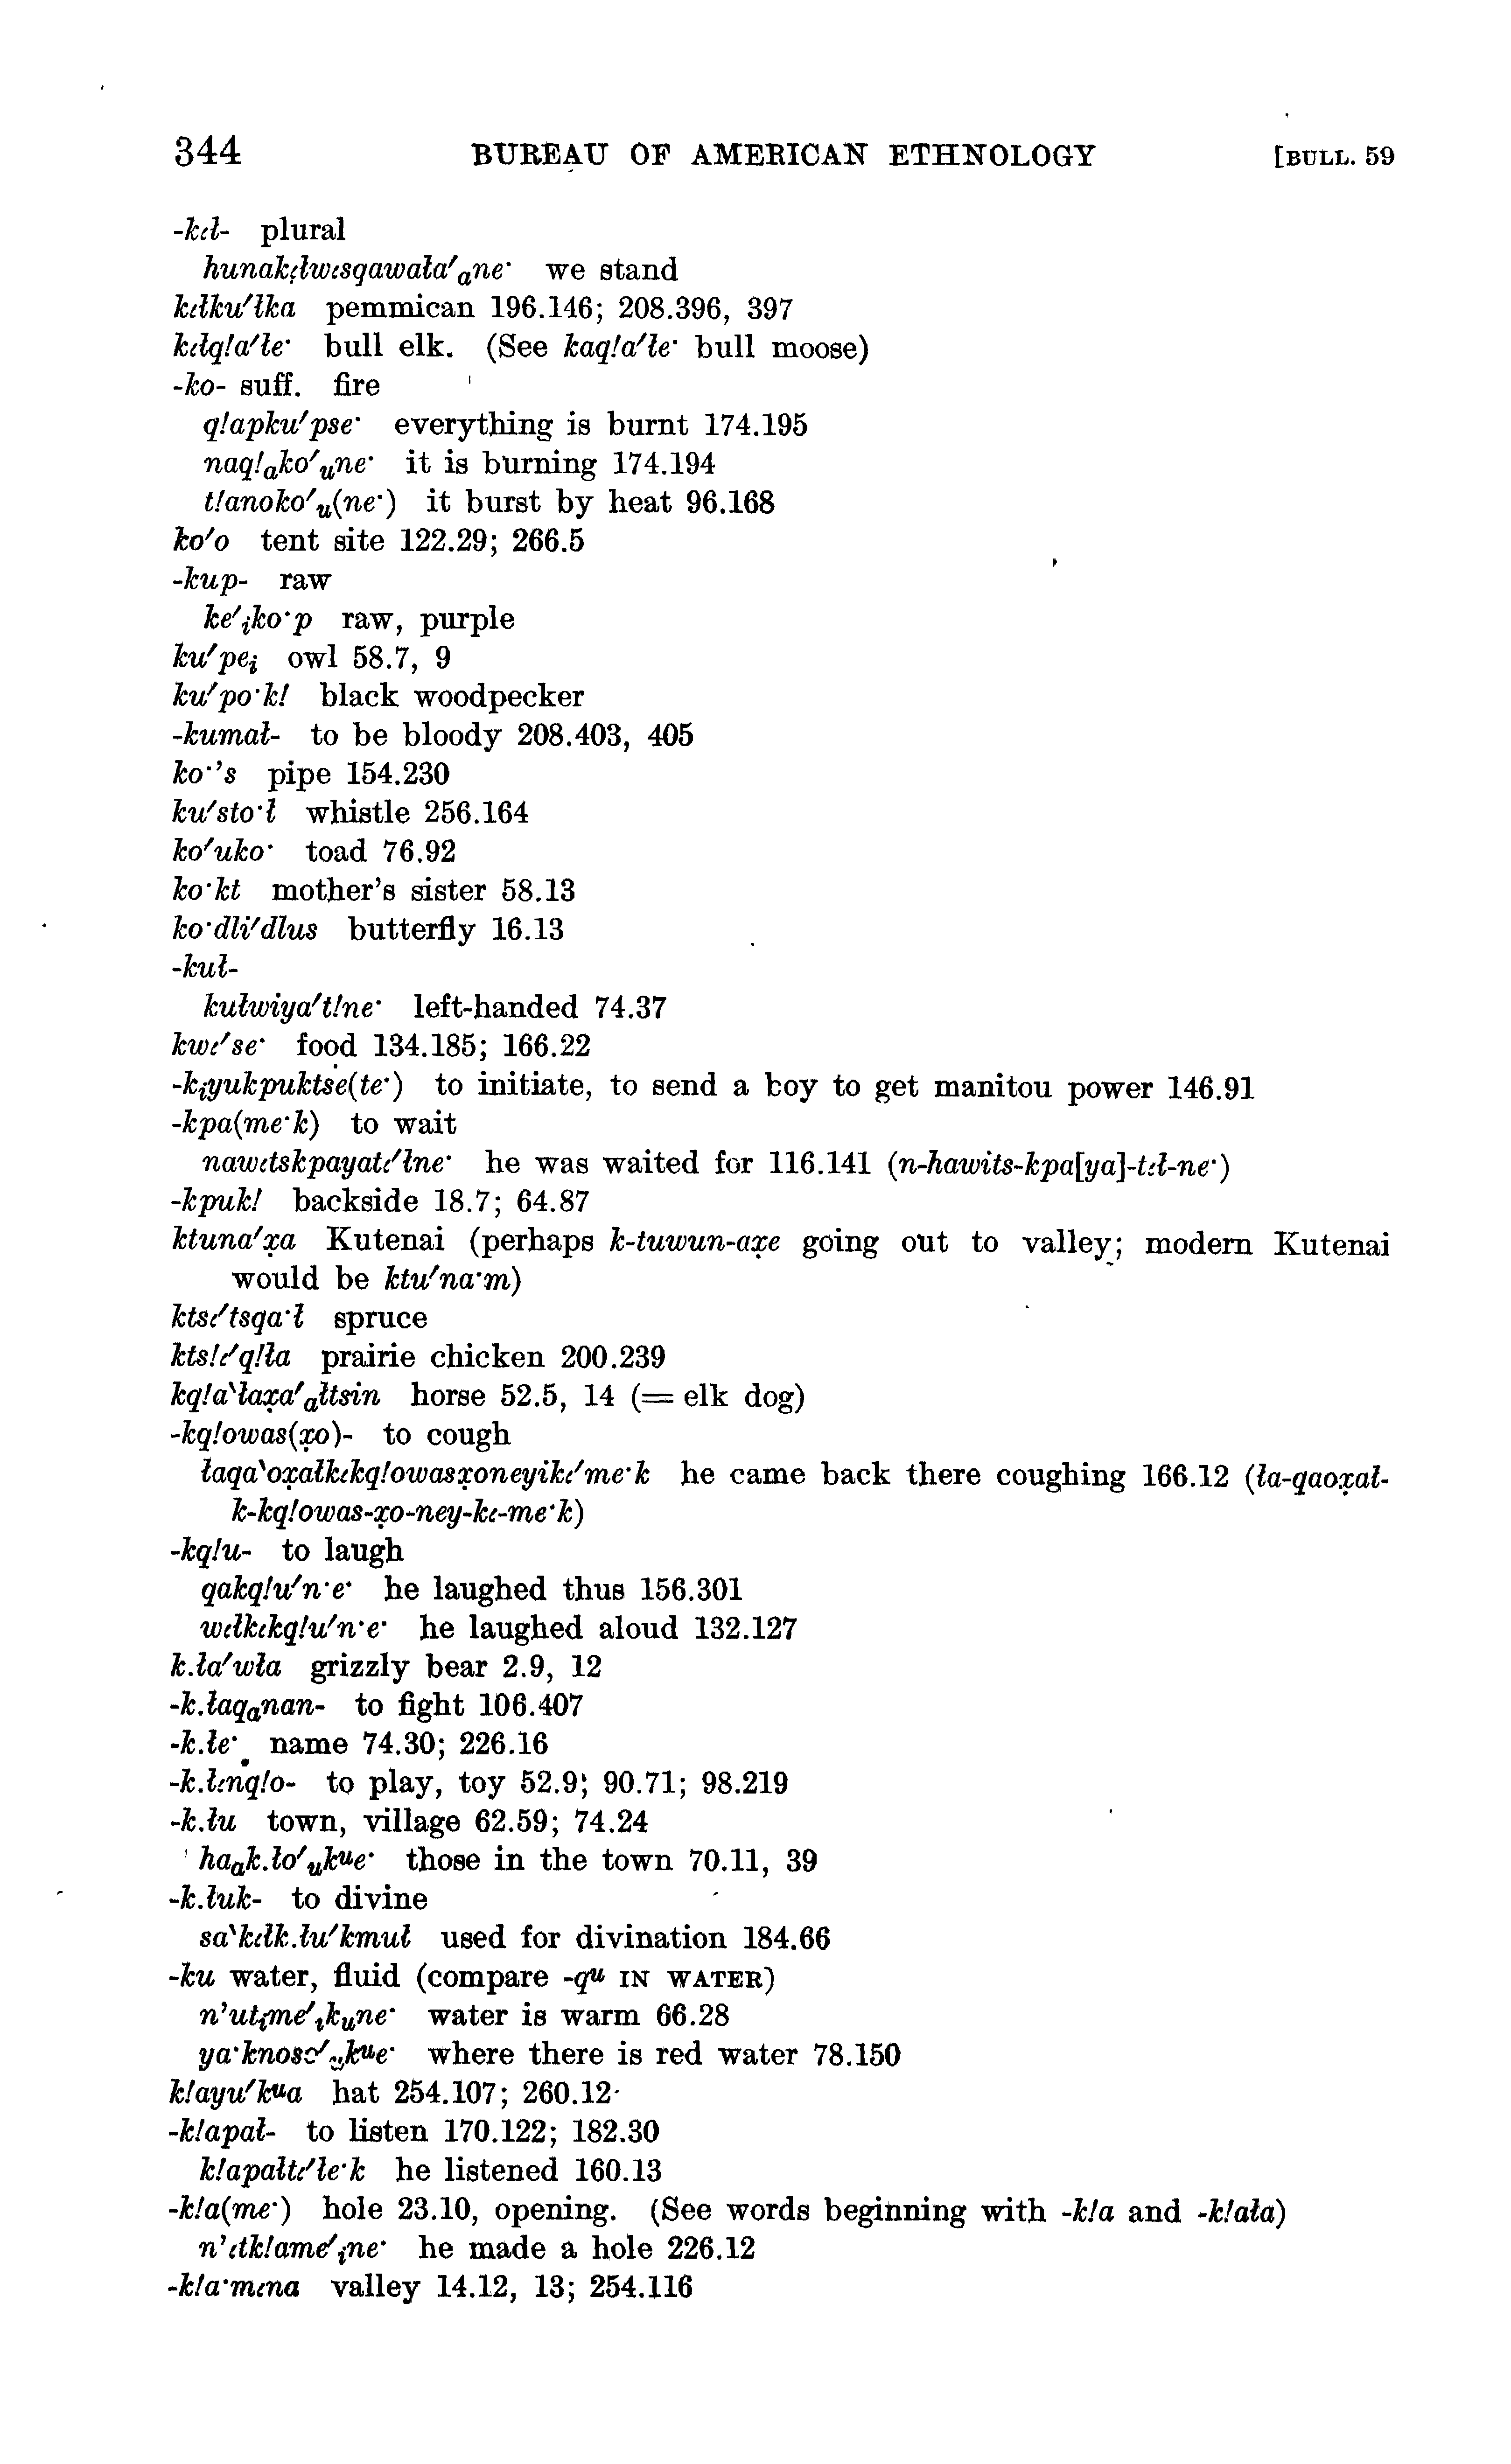 344 BUREAU OF AMERICAN ETHNOLOGY [BULL. 59
-kɩł- plural
hunakɩ̨łwɩsqawała′ₐne· we stand
kɩłku′łka pemmican 196.146; 208.396, 397
kɩłq!a′łe· bull elk. (See kaq!a′łe· bull moose)
-ko- suff. fire
q!apku′pse· everything is burnt 174.195
naq!ₐko′ᵤne· it is burning 174.194
t!anoko′ᵤ(ne·) it burst by heat 96.168
ko′o tent site 122.29; 266.5
-kup- raw
ke′ᵢko·p raw, purple
ku′peᵢ owl 58.7, 9
ku′po·k! black woodpecker
-kumał- to be bloody 208.403, 405
ko·’s pipe 154.230
ku′sto·ł whistle 256.164
ko′uko· toad 76.92
ko·kt mother's sister 58.13
ko·dli′dlus butterfly 16.13
-kuł-
kułwiya′t!ne· left-handed 74.37
kwɩ′se· food 134.185; 166.22
-kᵢyukpuktse(te·) to initiate, to send a boy to get manitou power 146.91
-kpa(me·k) to wait
nawɩtskpayatɩ′łne· he was waited for 116.141 (n-hawits-kpa[ya]-tɩł-ne·)
-kpuk! backside 18.7; 64.87
ktuna′x̣a Kutenai (perhaps k-tuwun-ax̣e going out to valley; modern Kutenai
would be ktu′na·m)
ktsɩ′tsqa·ł spruce
kts!ɩ′q!ła prairie chicken 200.239
kq!a‵łax̣a′ₐłtsin horse 52.5, 14 (= elk dog)
-kq!owas(x̣o)- to cough
łaqa‵ox̣ałkɩkq!owasx̣oneyikɩ′me·k he came back there coughing 166.12 (ła-qaox̣ał-
k-kq!owas-x̣o-ney-kɩ-me·k)
-kq!u- to laugh
qakq!u′n·e· he laughed thus 156.301
wɩłkɩkq!u′n·e· he laughed aloud 132.127
k.ła′wła grizzly bear 2.9, 12
-k.łaqₐnan- to fight 106.407
-k.łe· name 74.30; 226.16
-k.łɩnq!o- to play, toy 52.9; 90.71; 98.219
-k.łu town, village 62.59; 74.24
haₐk.ło′ᵤkᵘe· those in the town 70.11, 39
-k.łuk- to divine
sa‵kɩłk.łu′kmuł used for divination 184.66
-ku water, fluid (compare -qᵘ IN WATER)
n’utᵢme′ᵢkᵤne· water is warm 66.28
ya·knoso′ᵤkᵘe· where there is red water 78.150
k!ayu′kᵘa hat 254.107; 260.12
-k!apał- to listen 170.122; 182.30
k!apałtɩ′łe·k he listened 160.13
-k!a(me·) hole 23.10, opening. (See words beginning with -k!a and -k!ała)
n’ɩtk!ame′ᵢne· he made a hole 226.12
-k!a·mɩna valley 14.12, 13; 254.116